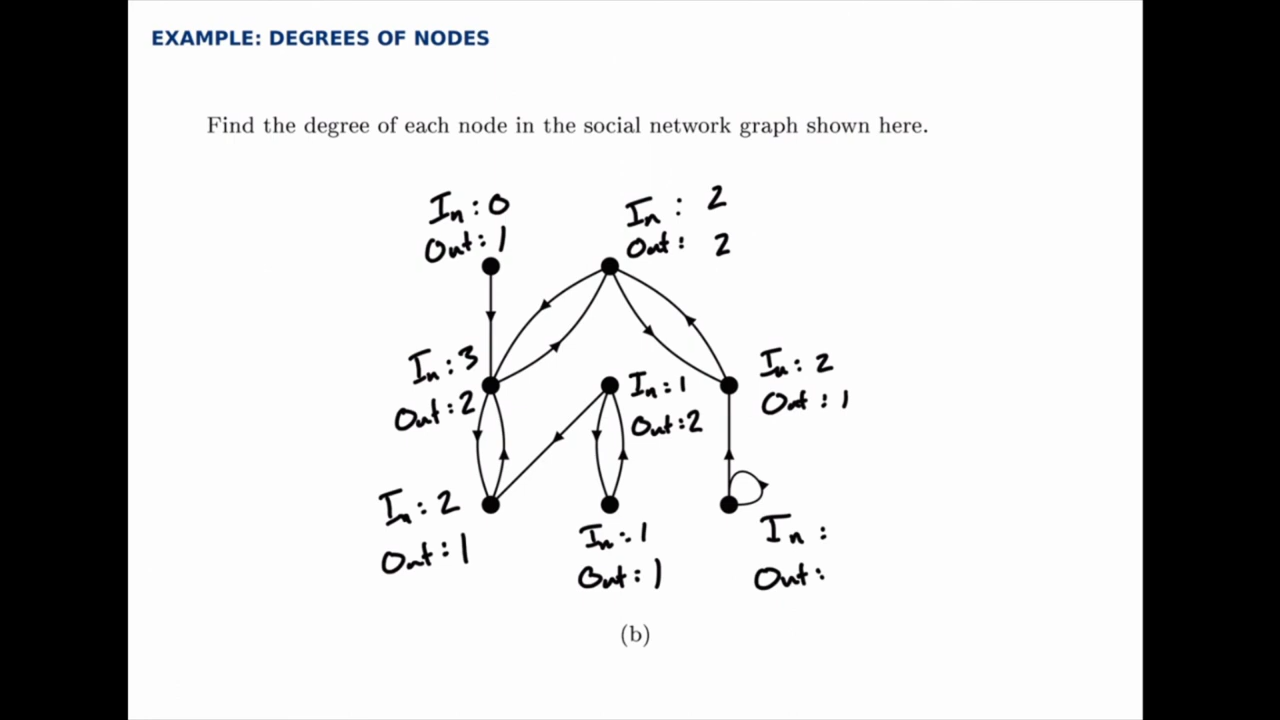 EXAMPLE: DEGREES OF NODES
Find the degree of each node in the social network graph shown here.
In : 0
Out : 1
In : 2
Out : 2
In : 3
Out : 2
In : 1
Out : 2
In : 2
Out : 1
In : 2
Out : 1
In : 1
Out : 1
In :
Out :
(b)